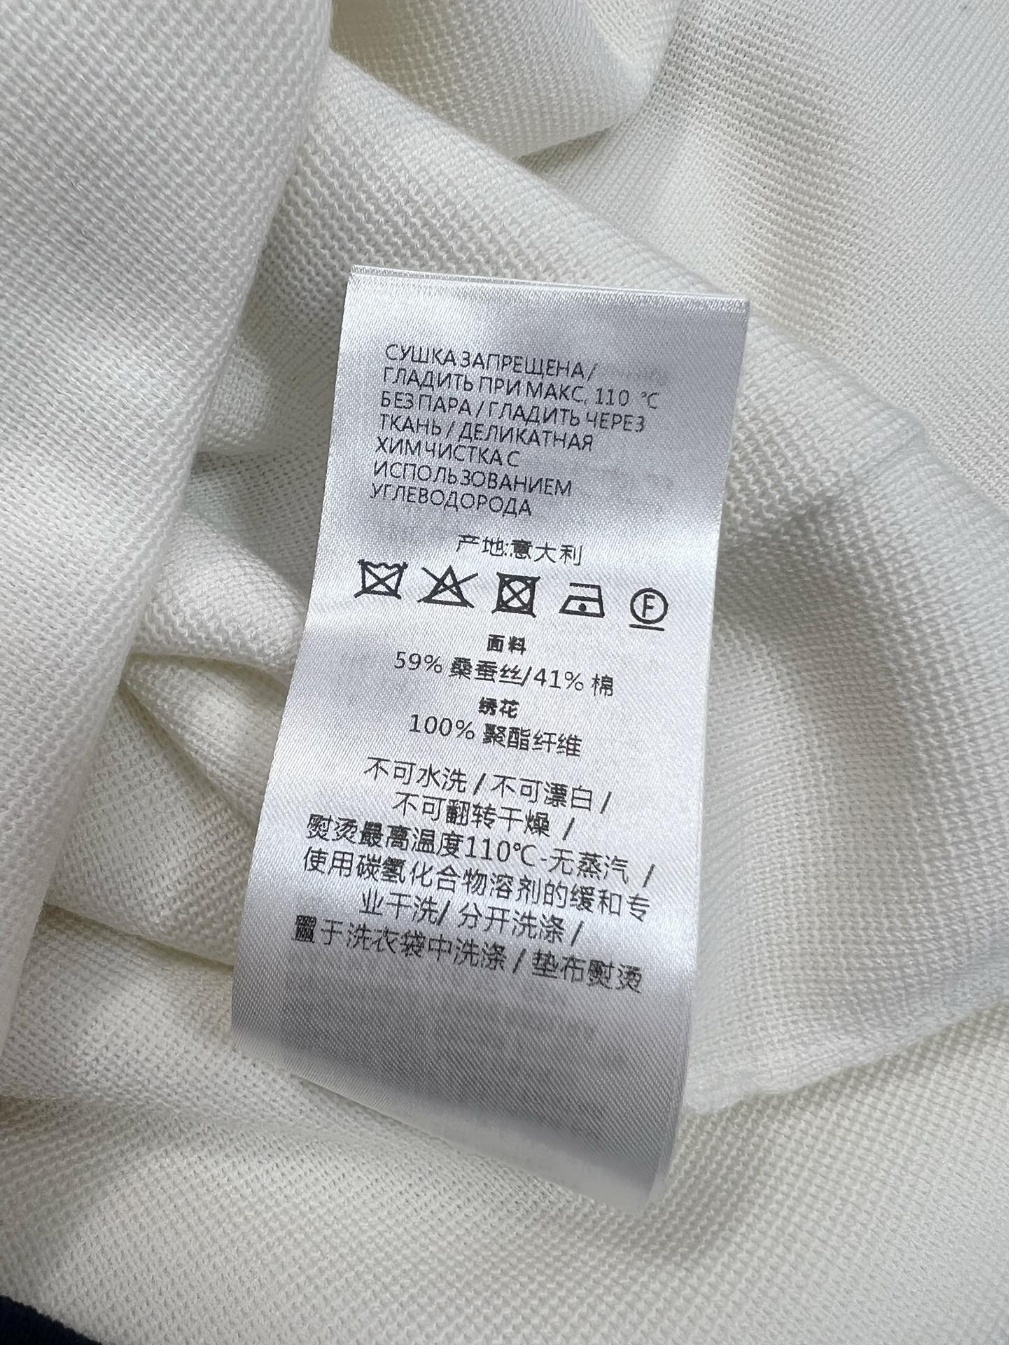 СУШКА ЗАПРЕЩЕНА /
ГЛАДИТЬ ПРИ МАКС, 110 °C
БЕЗ ПАРА / ГЛАДИТЬ ЧЕРЕЗ
ТКАНЬ / ДЕЛИКАТНАЯ
ХИМЧИСТКА С
ИСПОЛЬЗОВАНИЕМ
УГЛЕВОДОРОДА
产地:意大利
F
面料
59% 桑蚕丝/41% 棉
绣花
100% 聚酯纤维
不可水洗 / 不可漂白 /
不可翻转干燥 /
熨烫最高温度110℃-无蒸汽 /
使用碳氢化合物溶剂的缓和专
业干洗/ 分开洗涤 /
置于洗衣袋中洗涤 / 垫布熨烫